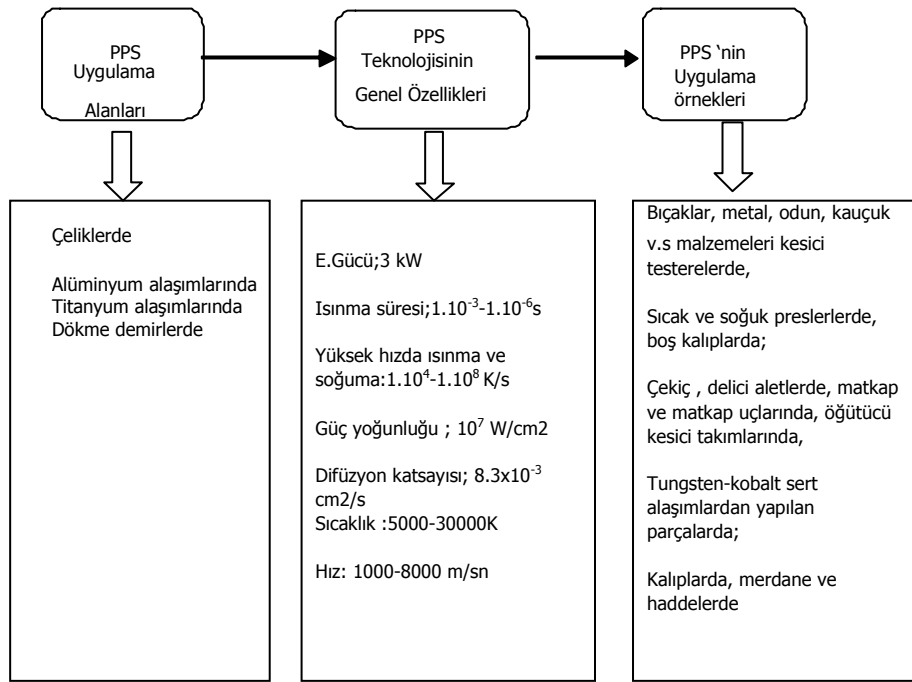 PPS
Uygulama
Alanları
PPS
Teknolojisinin
Genel Özellikleri
PPS ‘nin
Uygulama
örnekleri
Çeliklerde
Alüminyum alaşımlarında
Titanyum alaşımlarında
Dökme demirlerde
E.Gücü;3 kW
Isınma süresi;1.10⁻³-1.10⁻⁶s
Yüksek hızda ısınma ve
soğuma:1.10⁴-1.10⁸ K/s
Güç yoğunluğu ; 10⁷ W/cm2
Difüzyon katsayısı; 8.3x10⁻³
cm2/s
Sıcaklık :5000-30000K
Hız: 1000-8000 m/sn
Bıçaklar, metal, odun, kauçuk
v.s malzemeleri kesici
testerelerde,
Sıcak ve soğuk preslerlerde,
boş kalıplarda;
Çekiç , delici aletlerde, matkap
ve matkap uçlarında, öğütücü
kesici takımlarında,
Tungsten-kobalt sert
alaşımlardan yapılan
parçalarda;
Kalıplarda, merdane ve
haddelerde